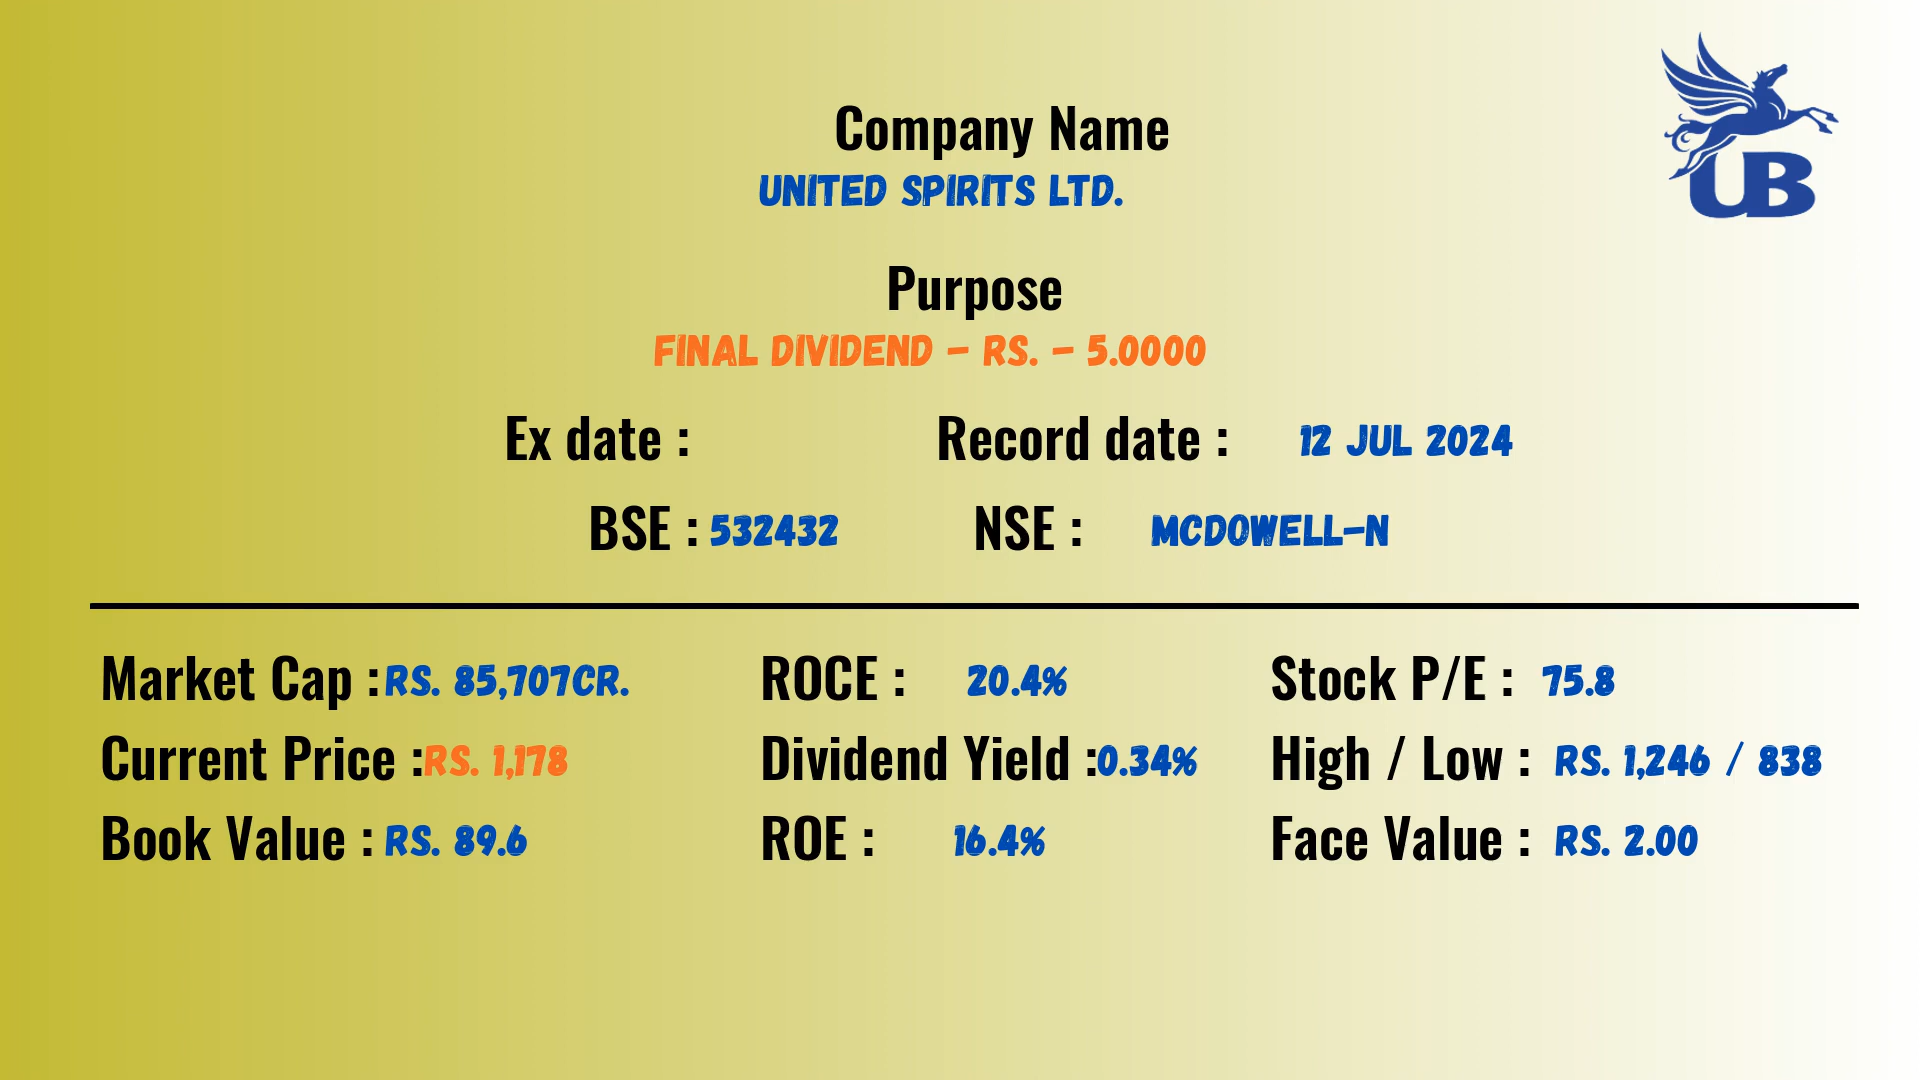 UB
Company Name
UNITED SPIRITS LTD.
Purpose
FINAL DIVIDEND - RS. - 5.0000
Ex date : Record date : 12 JUL 2024
BSE : 532432 NSE : MCDOWELL-N
Market Cap : RS. 85,707CR. ROCE : 20.4% Stock P/E : 75.8
Current Price : RS. 1,178 Dividend Yield : 0.34% High / Low : RS. 1,246 / 838
Book Value : RS. 89.6 ROE : 16.4% Face Value : RS. 2.00